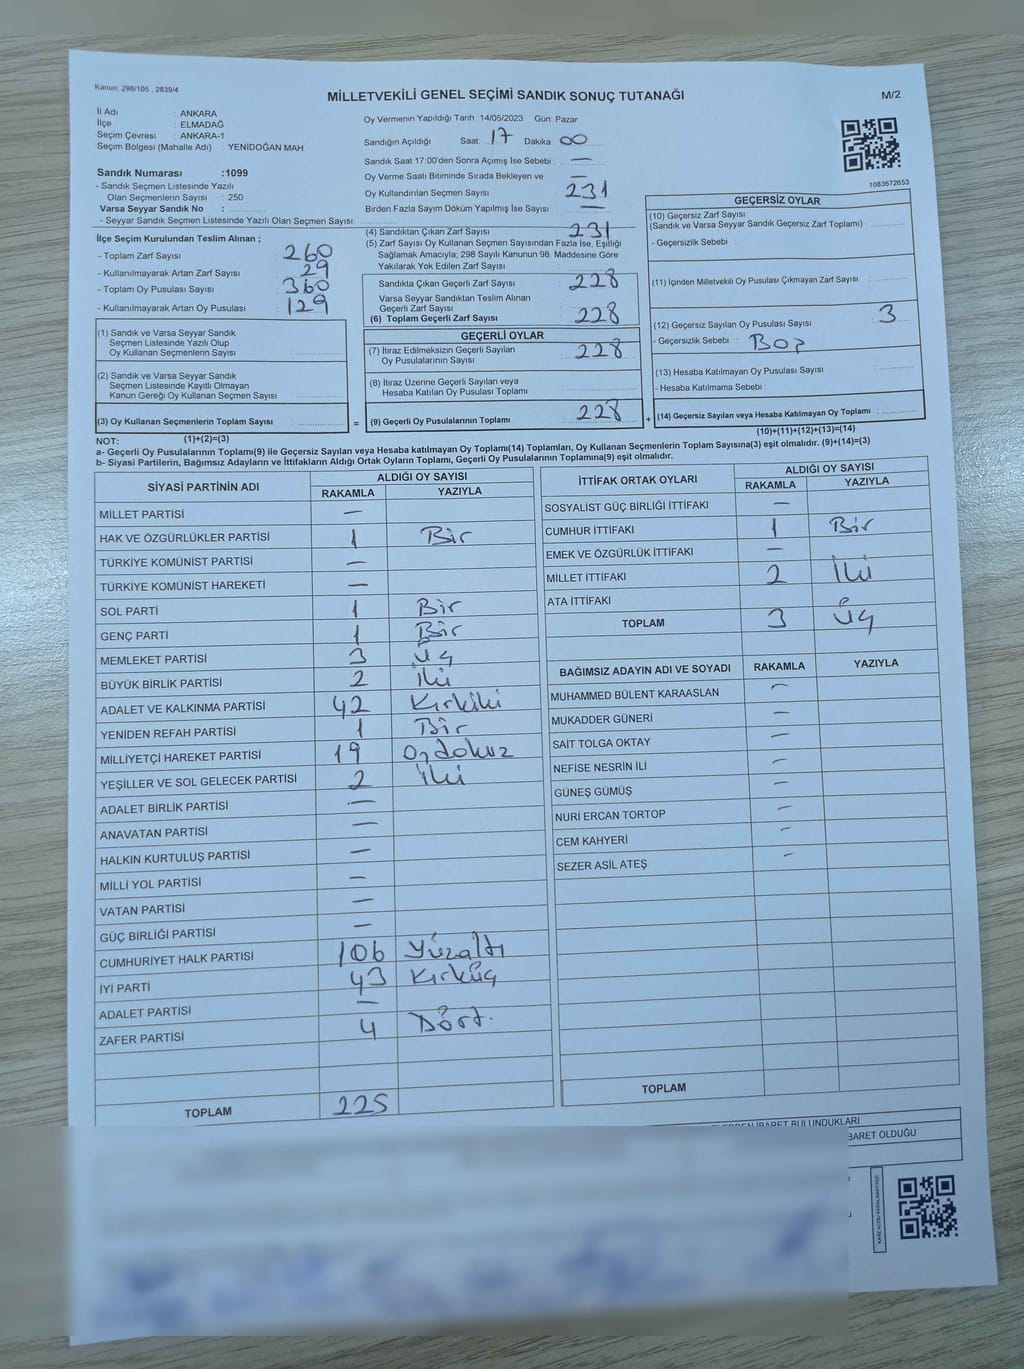 Kanun; 298/105 , 2839/4
MİLLETVEKİLİ GENEL SEÇİMİ SANDIK SONUÇ TUTANAĞI
M/2
İl Adı : ANKARA
İlçe : ELMADAĞ
Seçim Çevresi : ANKARA-1
Seçim Bölgesi (Mahalle Adı) : YENİDOĞAN MAH.
Sandık Numarası :1099
- Sandık Seçmen Listesinde Yazılı
Olan Seçmenlerin Sayısı : 250
Varsa Seyyar Sandık No :
- Seyyar Sandık Seçmen Listesinde Yazılı Olan Seçmen Sayısı:
Oy Vermenin Yapıldığı Tarih :14/05/2023 Gün: Pazar
Sandığın Açıldığı Saat: 17 Dakika : 00
Sandık Saat 17:00'den Sonra Açımış İse Sebebi : —
Oy Verme Saati Bitiminde Sırada Bekleyen ve : —
Oy Kullandırılan Seçmen Sayısı : 231
Birden Fazla Sayım Döküm Yapılmış İse Sayısı : —
1083672653
İlçe Seçim Kurulundan Teslim Alınan ;
- Toplam Zarf Sayısı : 260
- Kullanılmayarak Artan Zarf Sayısı : 29
- Toplam Oy Pusulası Sayısı : 360
- Kullanılmayarak Artan Oy Pusulası : 129
(1) Sandık ve Varsa Seyyar Sandık
Seçmen Listesinde Yazılı Olup
Oy Kullanan Seçmenlerin Sayısı :
(2) Sandık ve Varsa Seyyar Sandık
Seçmen Listesinde Kayıtlı Olmayan
Kanun Gereği Oy Kullanan Seçmen Sayısı :
(3) Oy Kullanan Seçmenlerin Toplam Sayısı : =
(4) Sandıktan Çıkan Zarf Sayısı : 231
(5) Zarf Sayısı Oy Kullanan Seçmen Sayısından Fazla İse, Eşitliği
Sağlamak Amacıyla; 298 Sayılı Kanunun 98. Maddesine Göre
Yakılarak Yok Edilen Zarf Sayısı :
Sandıkta Çıkan Geçerli Zarf Sayısı : 228
Varsa Seyyar Sandıktan Teslim Alınan
Geçerli Zarf Sayısı :
(6) Toplam Geçerli Zarf Sayısı : 228
GEÇERLİ OYLAR
(7) İtiraz Edilmeksizin Geçerli Sayılan : 228
Oy Pusulalarının Sayısı
(8) İtiraz Üzerine Geçerli Sayılan veya
Hesaba Katılan Oy Pusulası Toplamı :
(9) Geçerli Oy Pusulalarının Toplamı : 228 +
GEÇERSİZ OYLAR
(10) Geçersiz Zarf Sayısı
(Sandık ve Varsa Seyyar Sandık Geçersiz Zarf Toplamı) :
- Geçersizlik Sebebi :
(11) İçinden Milletvekili Oy Pusulası Çıkmayan Zarf Sayısı :
(12) Geçersiz Sayılan Oy Pusulası Sayısı : 3
- Geçersizlik Sebebi :
(13) Hesaba Katılmayan Oy Pusulası Sayısı :
- Hesaba Katılmama Sebebi :
(14) Geçersiz Sayılan veya Hesaba Katılmayan Oy Toplamı :
(1)+(2)=(3)
(10)+(11)+(12)+(13)=(14)
NOT:
a- Geçerli Oy Pusulalarının Toplamı(9) ile Geçersiz Sayılan veya Hesaba katılmayan Oy Toplamı(14) Toplamları, Oy Kullanan Seçmenlerin Toplam Sayısına(3) eşit olmalıdır. (9)+(14)=(3)
b- Siyasi Partilerin, Bağımsız Adayların ve İttifakların Aldığı Ortak Oyların Toplamı, Geçerli Oy Pusulalarının Toplamına(9) eşit olmalıdır.
SİYASİ PARTİNİN ADI ALDIĞI OY SAYISI
RAKAMLA YAZIYLA
MİLLET PARTİSİ —
HAK VE ÖZGÜRLÜKLER PARTİSİ 1 Bir
TÜRKİYE KOMÜNİST PARTİSİ —
TÜRKİYE KOMÜNİST HAREKETİ —
SOL PARTİ 1 Bir
GENÇ PARTİ 1 Bir
MEMLEKET PARTİSİ 3 Üç
BÜYÜK BİRLİK PARTİSİ 2 İki
ADALET VE KALKINMA PARTİSİ 42 Kırkiki
YENİDEN REFAH PARTİSİ 1 Bir
MİLLİYETÇİ HAREKET PARTİSİ 19 Ondokuz
YEŞİLLER VE SOL GELECEK PARTİSİ 2 İki
ADALET BİRLİK PARTİSİ —
ANAVATAN PARTİSİ —
HALKIN KURTULUŞ PARTİSİ —
MİLLİ YOL PARTİSİ —
VATAN PARTİSİ —
GÜÇ BİRLİĞİ PARTİSİ —
CUMHURİYET HALK PARTİSİ 106 Yüzaltı
İYİ PARTİ 43 Kırküç
ADALET PARTİSİ —
ZAFER PARTİSİ 4 Dört.
TOPLAM 225
İTTİFAK ORTAK OYLARI ALDIĞI OY SAYISI
RAKAMLA YAZIYLA
SOSYALİST GÜÇ BİRLİĞİ İTTİFAKI —
CUMHUR İTTİFAKI 1 Bir
EMEK VE ÖZGÜRLÜK İTTİFAKI —
MİLLET İTTİFAKI 2 İki
ATA İTTİFAKI
TOPLAM 3 Üç
BAĞIMSIZ ADAYIN ADI VE SOYADI RAKAMLA YAZIYLA
MUHAMMED BÜLENT KARAASLAN —
MUKADDER GÜNERİ —
SAİT TOLGA OKTAY —
NEFİSE NESRİN İLİ —
GÜNEŞ GÜMÜŞ —
NURİ ERCAN TORTOP —
CEM KAHYERİ —
SEZER ASİL ATEŞ —
TOPLAM
İBARET BULUNDUKLARI
BARET OLDUĞU